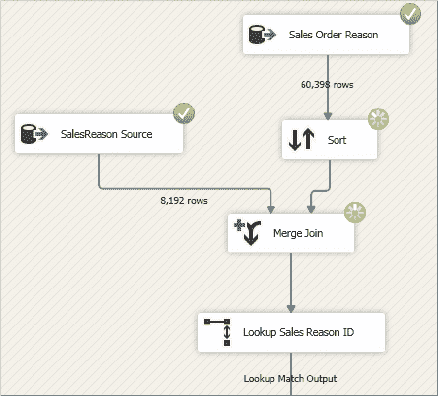 Sales Order Reason
60,398 rows
SalesReason Source
Sort
8,192 rows
Merge Join
Lookup Sales Reason ID
Lookup Match Output